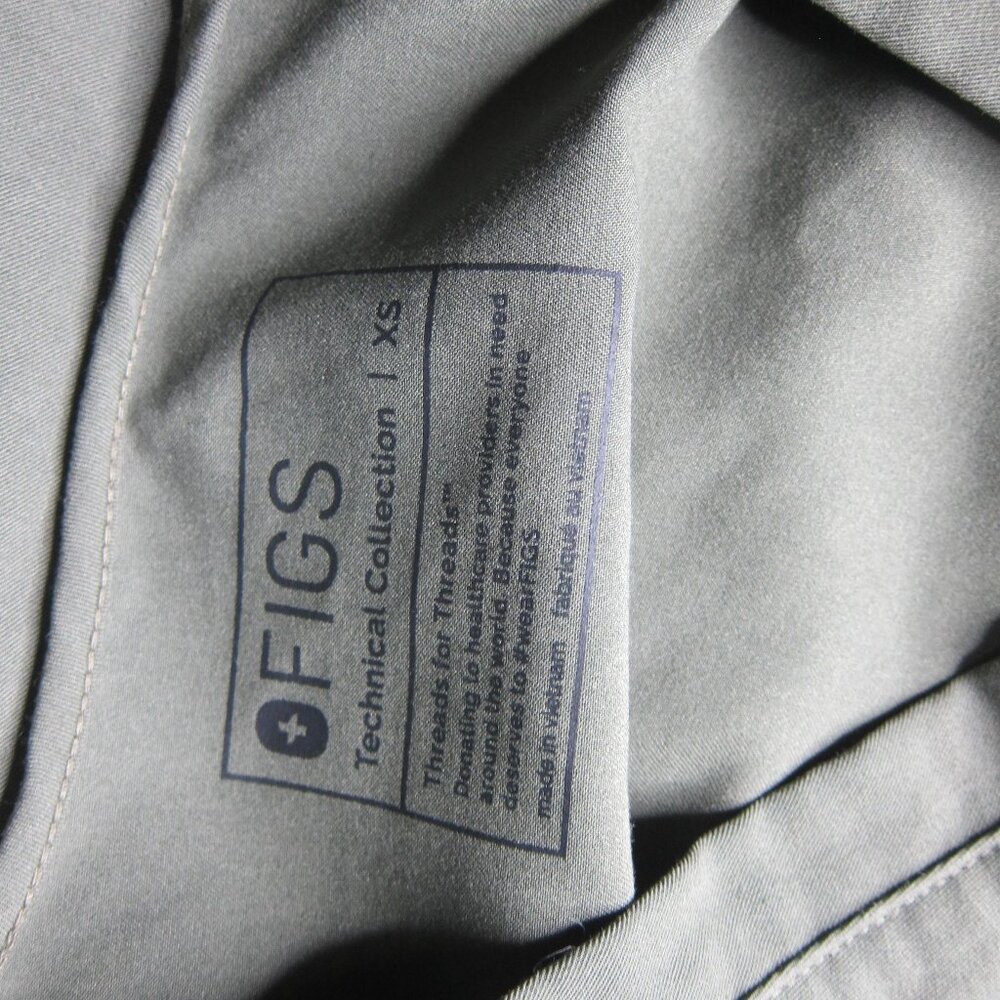 FIGS
Technical Collection | XS
Threads for Threads™
Donating to healthcare providers in need
around the world. Because everyone
deserves to #wearFIGS
made in vietnam fabriqué au vietnam